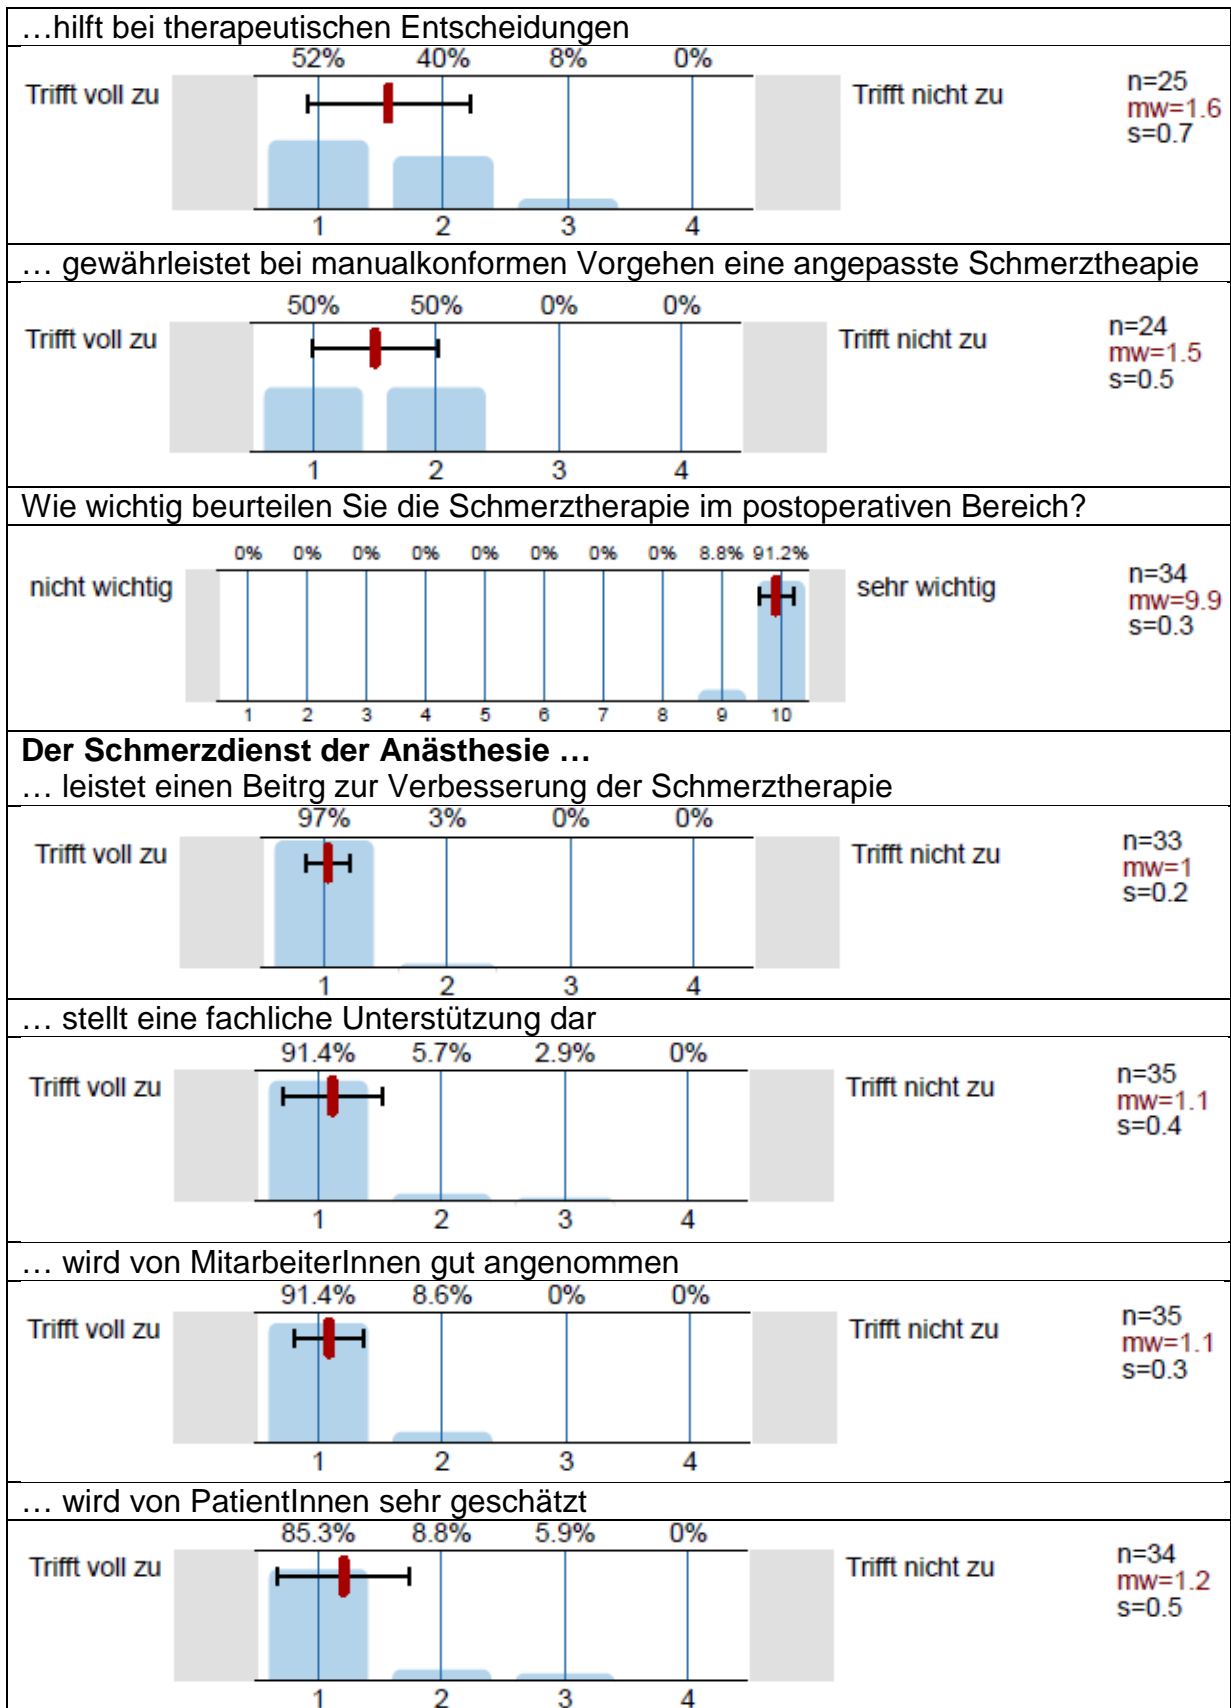 …hilft bei therapeutischen Entscheidungen
52% 40% 8% 0%
Trifft voll zu Trifft nicht zu n=25
mw=1.6
s=0.7
1 2 3 4
… gewährleistet bei manualkonformen Vorgehen eine angepasste Schmerztheapie
50% 50% 0% 0%
Trifft voll zu Trifft nicht zu n=24
mw=1.5
s=0.5
1 2 3 4
Wie wichtig beurteilen Sie die Schmerztherapie im postoperativen Bereich?
0% 0% 0% 0% 0% 0% 0% 0% 8.8% 91.2%
nicht wichtig sehr wichtig n=34
mw=9.9
s=0.3
1 2 3 4 5 6 7 8 9 10
Der Schmerzdienst der Anästhesie …
… leistet einen Beitrg zur Verbesserung der Schmerztherapie
97% 3% 0% 0%
Trifft voll zu Trifft nicht zu n=33
mw=1
s=0.2
1 2 3 4
… stellt eine fachliche Unterstützung dar
91.4% 5.7% 2.9% 0%
Trifft voll zu Trifft nicht zu n=35
mw=1.1
s=0.4
1 2 3 4
… wird von MitarbeiterInnen gut angenommen
91.4% 8.6% 0% 0%
Trifft voll zu Trifft nicht zu n=35
mw=1.1
s=0.3
1 2 3 4
… wird von PatientInnen sehr geschätzt
85.3% 8.8% 5.9% 0%
Trifft voll zu Trifft nicht zu n=34
mw=1.2
s=0.5
1 2 3 4